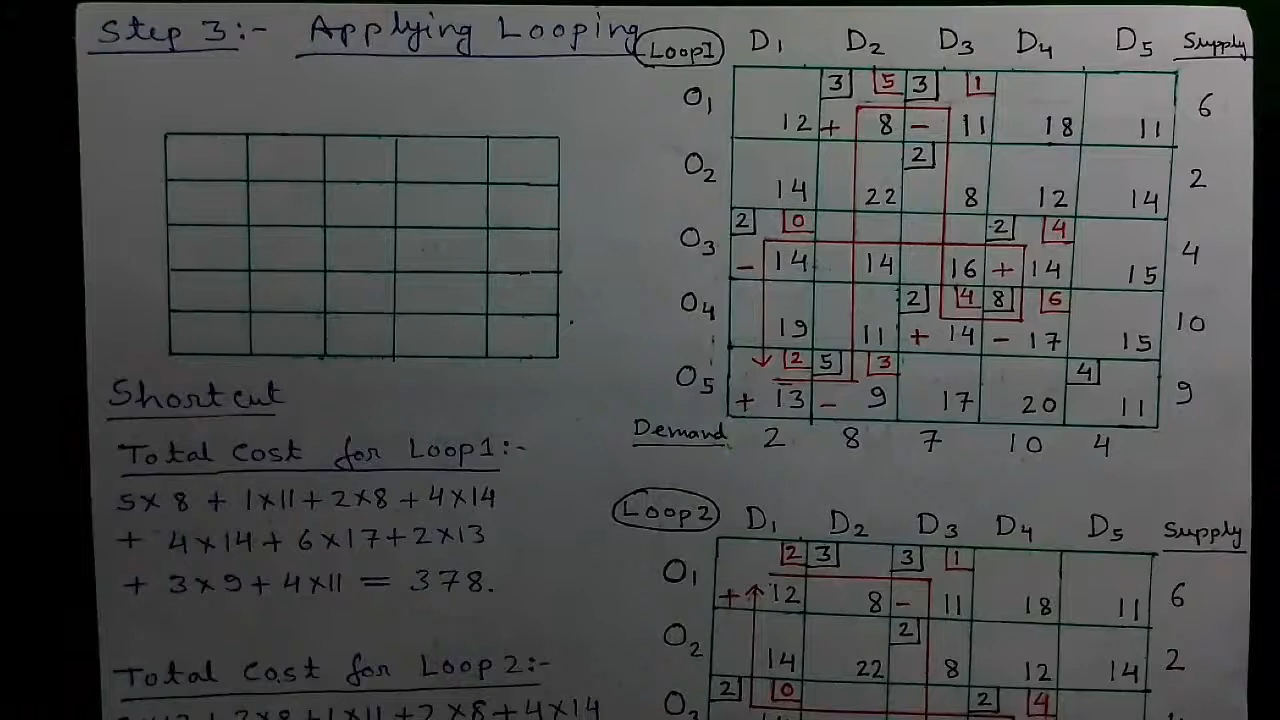 Step 3:- Applying Looping
Loop1 D1 D2 D3 D4 D5 Supply
3 5 3 1
O1 12 + 8 - 11 18 11 6
2
O2 14 22 8 12 14 2
2 0 2 4
O3 - 14 14 16 + 14 15 4
2 4 8 6
O4 19 11 + 14 - 17 15 10
2 5 3 4
O5 + 13 - 9 17 20 11 9
Demand 2 8 7 10 4
Shortcut
Total cost for Loop1:-
5×8 + 1×11 + 2×8 + 4×14
+ 4×14 + 6×17 + 2×13
+ 3×9 + 4×11 = 378.
Loop2 D1 D2 D3 D4 D5 Supply
2 3 3 1
O1 + 12 8 - 11 18 11 6
2
O2 14 22 8 12 14 2
2 0 2 4
O3
Total cost for Loop2:-